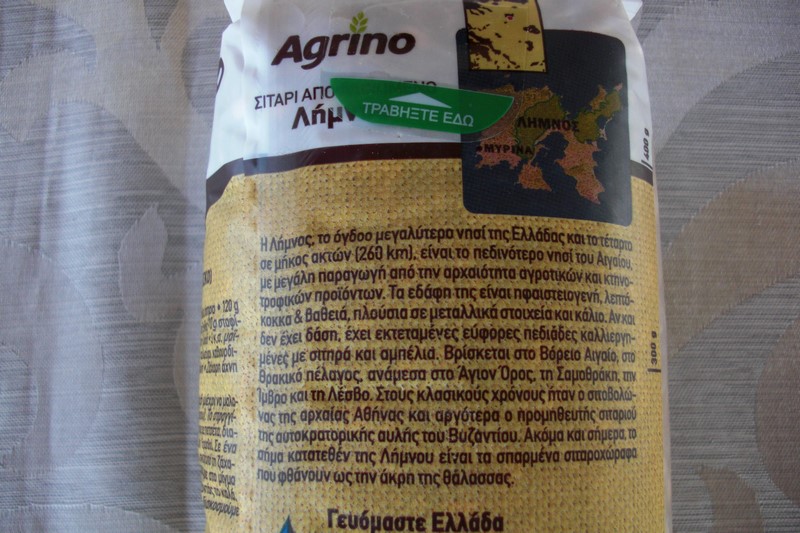 Agrino
ΣΙΤΑΡΙ ΑΠΟ
Λήμν
ΤΡΑΒΗΞΤΕ ΕΔΩ
ΛΗΜΝΟΣ
ΜΥΡΙΝΑ
400 g
300 g
Η Λήμνος, το όγδοο μεγαλύτερο νησί της Ελλάδας και το τέταρτο
σε μήκος ακτών (260 km), είναι το πεδινότερο νησί του Αιγαίου,
με μεγάλη παραγωγή από την αρχαιότητα αγροτικών και κτηνο-
τροφικών προϊόντων. Τα εδάφη της είναι ηφαιστειογενή, λεπτό-
κοκκα & βαθειά, πλούσια σε μεταλλικά στοιχεία και κάλιο. Αν και
δεν έχει δάση, έχει εκτεταμένες εύφορες πεδιάδες καλλιεργη-
μένες με σιτηρά και αμπέλια. Βρίσκεται στο Βόρειο Αιγαίο, στο
Θρακικό πέλαγος, ανάμεσα στο Άγιον Όρος, τη Σαμοθράκη, την
Ίμβρο και τη Λέσβο. Στους κλασικούς χρόνους ήταν ο σιτοβολώ-
νας της αρχαίας Αθήνας και αργότερα ο προμηθευτής σιταριού
της αυτοκρατορικής αυλής του Βυζαντίου. Ακόμα και σήμερα, το
σήμα κατατεθέν της Λήμνου είναι τα σπαρμένα σιταροχώραφα
που φθάνουν ως την άκρη της θάλασσας.
Γευόμαστε Ελλάδα